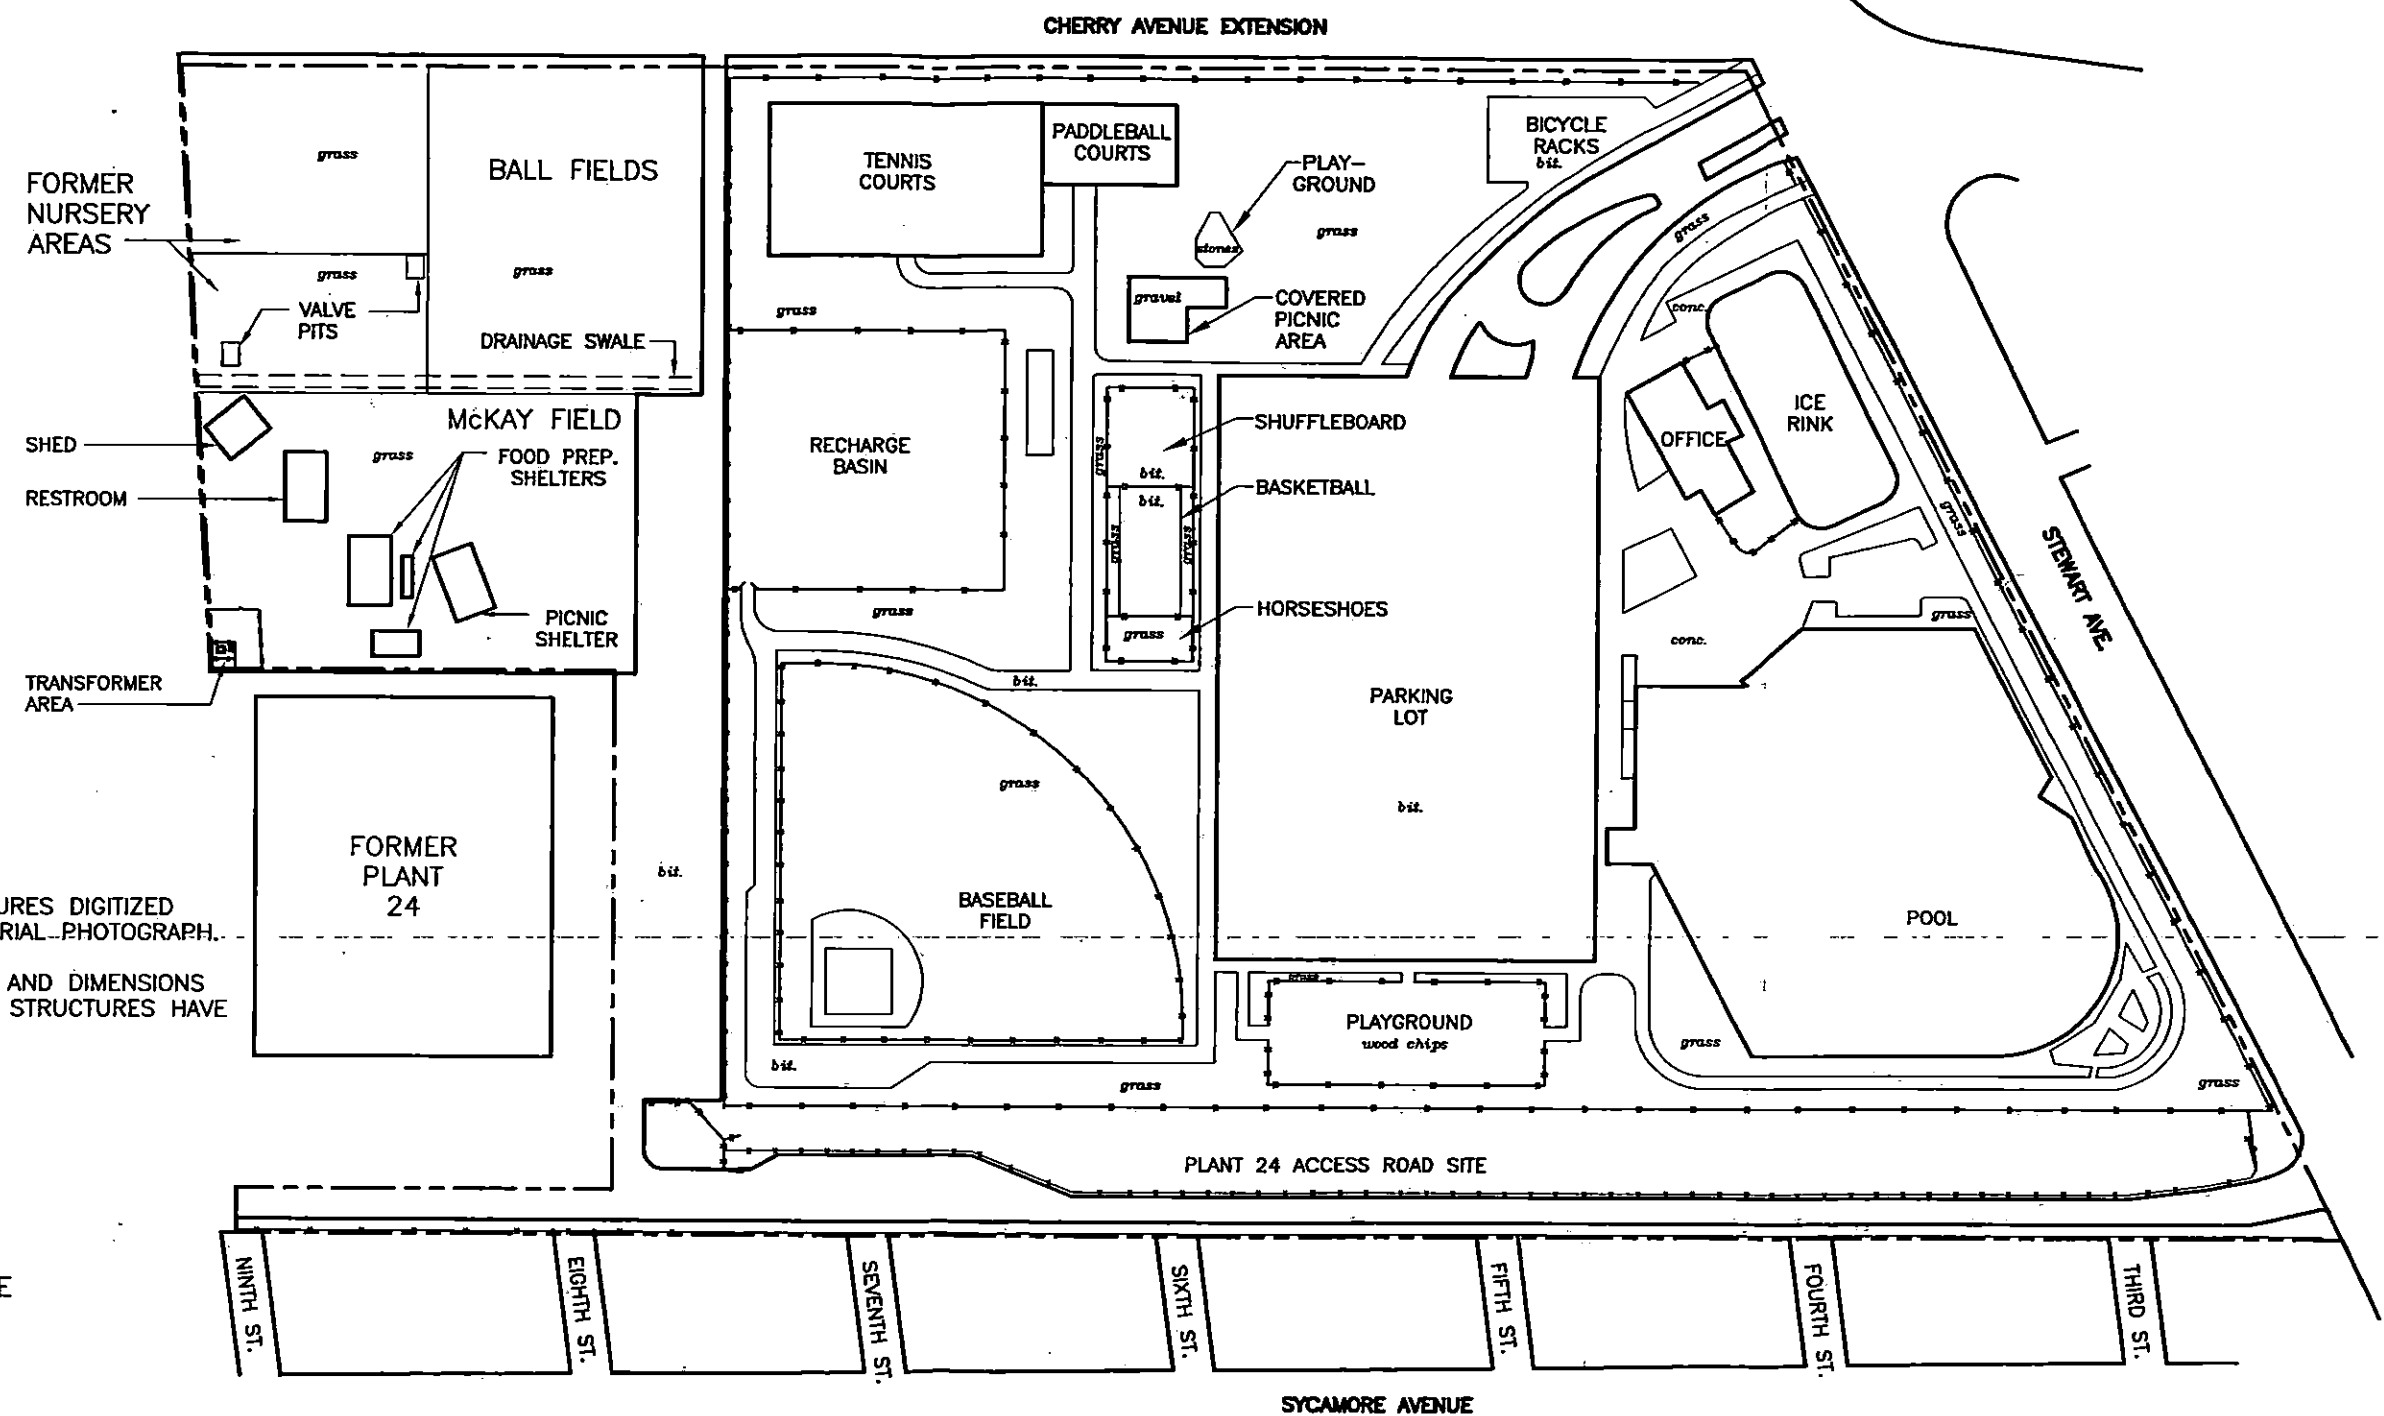 CHERRY AVENUE EXTENSION
FORMER
NURSERY
AREAS
grass
BALL FIELDS
grass
grass
VALVE
PITS
DRAINAGE SWALE
TENNIS
COURTS
PADDLEBALL
COURTS
PLAY-
GROUND
stones
grass
BICYCLE
RACKS
bit.
grass
gravel
COVERED
PICNIC
AREA
grass
conc.
SHED
RESTROOM
McKAY FIELD
grass
FOOD PREP.
SHELTERS
PICNIC
SHELTER
TRANSFORMER
AREA
RECHARGE
BASIN
grass
grass
SHUFFLEBOARD
bit.
bit.
BASKETBALL
grass
grass
HORSESHOES
grass
OFFICE
ICE
RINK
grass
STEWART AVE.
grass
conc.
bit.
PARKING
LOT
bit.
grass
FORMER
PLANT
24
bit.
BASEBALL
FIELD
POOL
URES DIGITIZED
RIAL PHOTOGRAPH.
AND DIMENSIONS
STRUCTURES HAVE
grass
PLAYGROUND
wood chips
grass
bit.
grass
grass
PLANT 24 ACCESS ROAD SITE
E
NINTH ST.
EIGHTH ST.
SEVENTH ST.
SIXTH ST.
FIFTH ST.
FOURTH ST.
THIRD ST.
SYCAMORE AVENUE